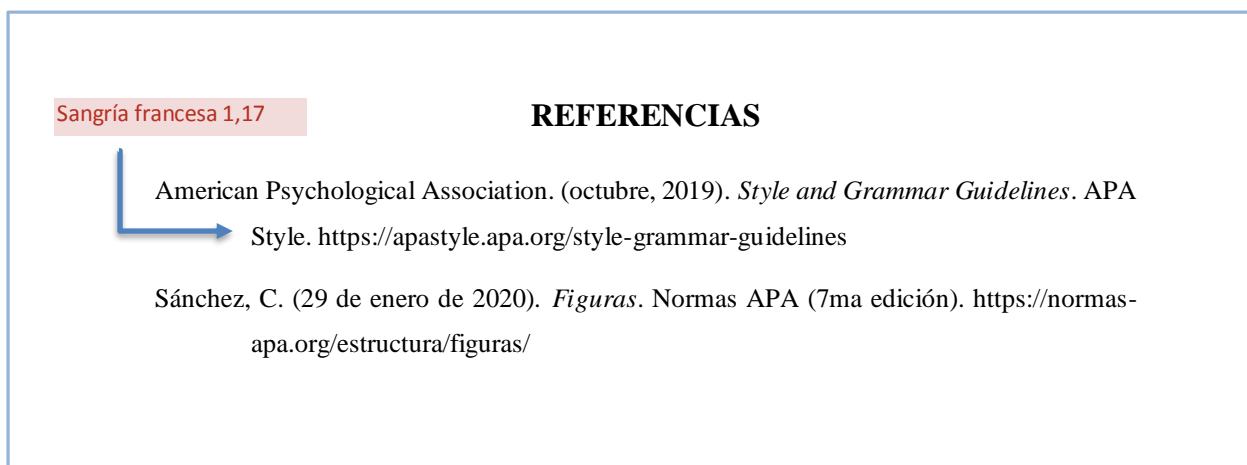 Sangría francesa 1,17
REFERENCIAS
American Psychological Association. (octubre, 2019). Style and Grammar Guidelines. APA
Style. https://apastyle.apa.org/style-grammar-guidelines
Sánchez, C. (29 de enero de 2020). Figuras. Normas APA (7ma edición). https://normas-
apa.org/estructura/figuras/